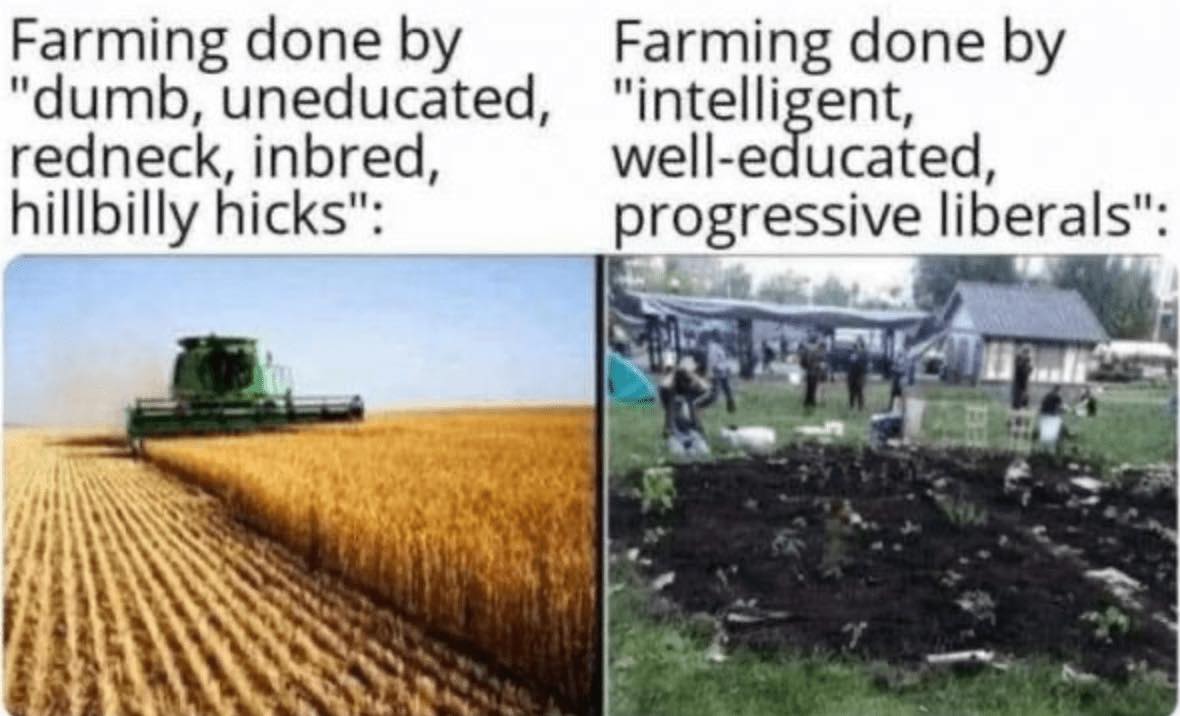 Farming done by
"dumb, uneducated,
redneck, inbred,
hillbilly hicks":
Farming done by
"intelligent,
well-educated,
progressive liberals":